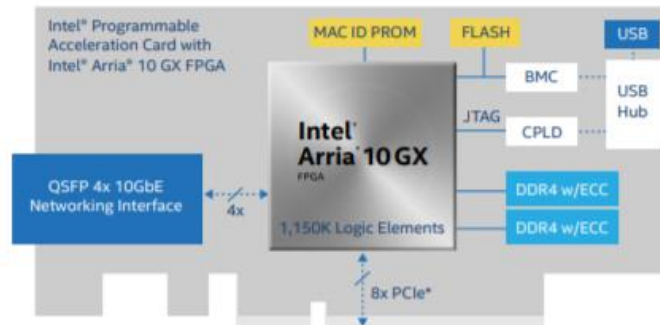 Intel® Programmable
Acceleration Card with
Intel® Arria® 10 GX FPGA
MAC ID PROM
FLASH
USB
BMC
USB
Hub
JTAG
CPLD
Intel®
Arria® 10 GX
FPGA
1,150K Logic Elements
QSFP 4x 10GbE
Networking Interface
4x
DDR4 w/ECC
DDR4 w/ECC
8x PCIe*